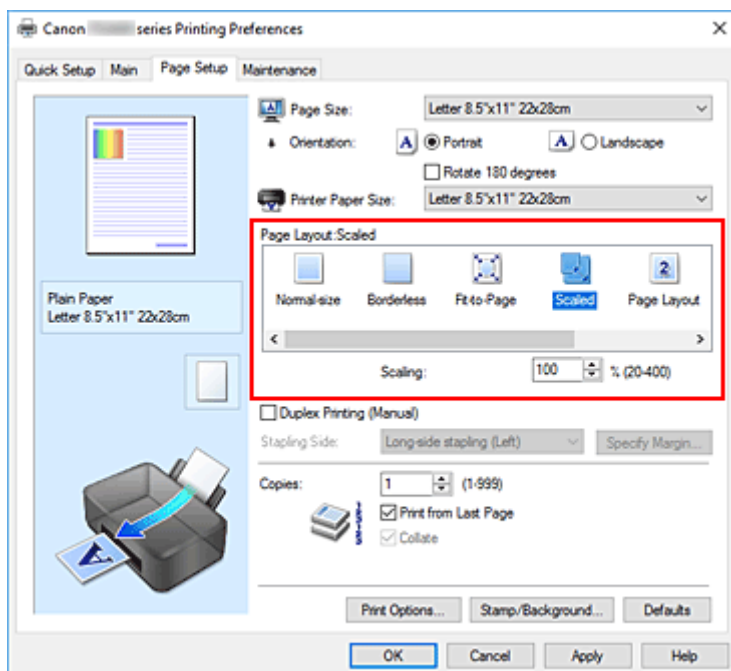 Canon series Printing Preferences
Quick Setup Main Page Setup Maintenance
Page Size: Letter 8.5"x11" 22x28cm
Orientation: A Portrait A Landscape
Rotate 180 degrees
Printer Paper Size: Letter 8.5"x11" 22x28cm
Page Layout:Scaled
Normal-size Borderless Fit-to-Page Scaled 2 Page Layout
Scaling: 100 % (20-400)
Plain Paper
Letter 8.5"x11" 22x28cm
Duplex Printing (Manual)
Stapling Side: Long-side stapling (Left) Specify Margin...
Copies: 1 (1-999)
Print from Last Page
Collate
A
Print Options... Stamp/Background... Defaults
OK Cancel Apply Help